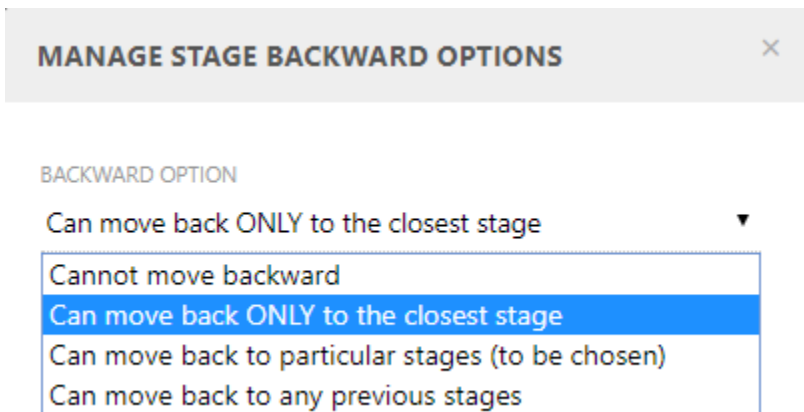 MANAGE STAGE BACKWARD OPTIONS
BACKWARD OPTION
Can move back ONLY to the closest stage
Cannot move backward
Can move back ONLY to the closest stage
Can move back to particular stages (to be chosen)
Can move back to any previous stages